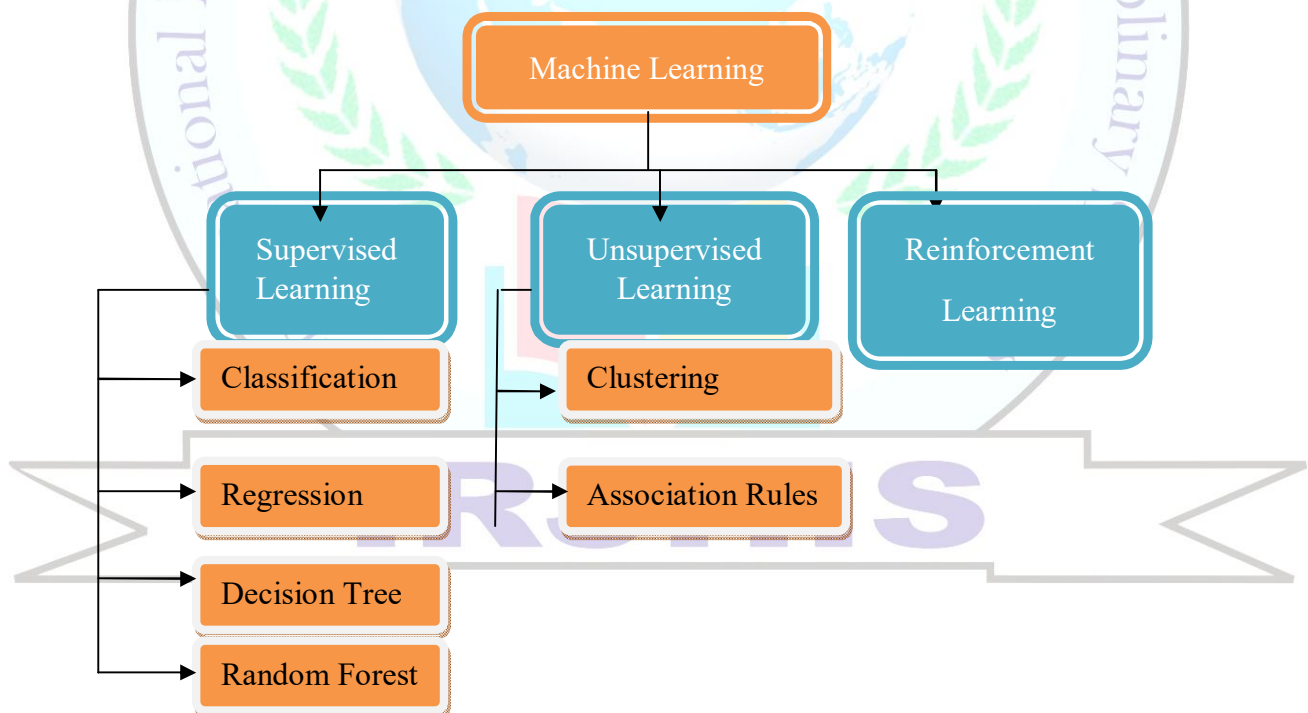 Machine Learning
Supervised
Learning
Unsupervised
Learning
Reinforcement
Learning
Classification
Clustering
Regression
Association Rules
Decision Tree
Random Forest